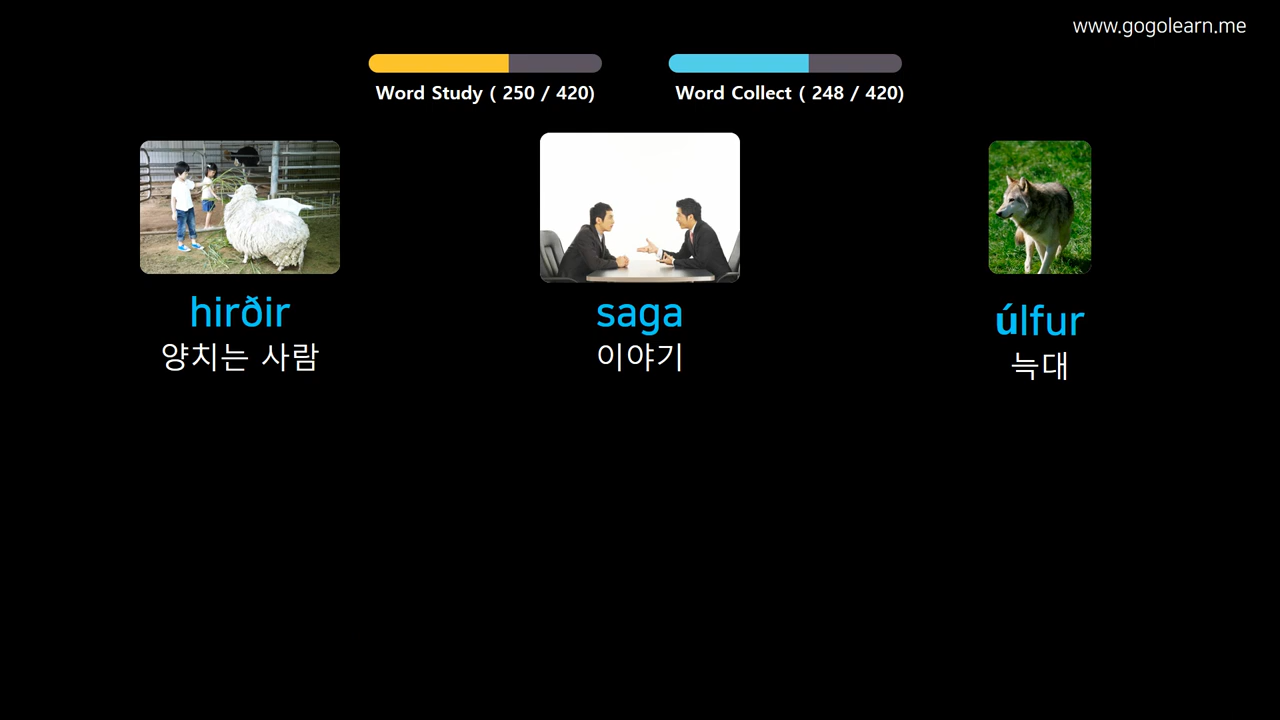 www.gogolearn.me
Word Study ( 250 / 420)
Word Collect ( 248 / 420)
hirðir
양치는 사람
saga
이야기
úlfur
늑대